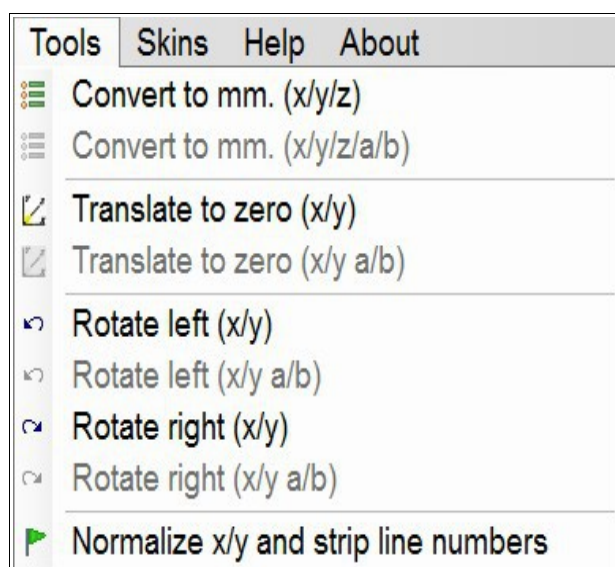 Tools Skins Help About
Convert to mm. (x/y/z)
Convert to mm. (x/y/z/a/b)
Translate to zero (x/y)
Translate to zero (x/y a/b)
Rotate left (x/y)
Rotate left (x/y a/b)
Rotate right (x/y)
Rotate right (x/y a/b)
Normalize x/y and strip line numbers